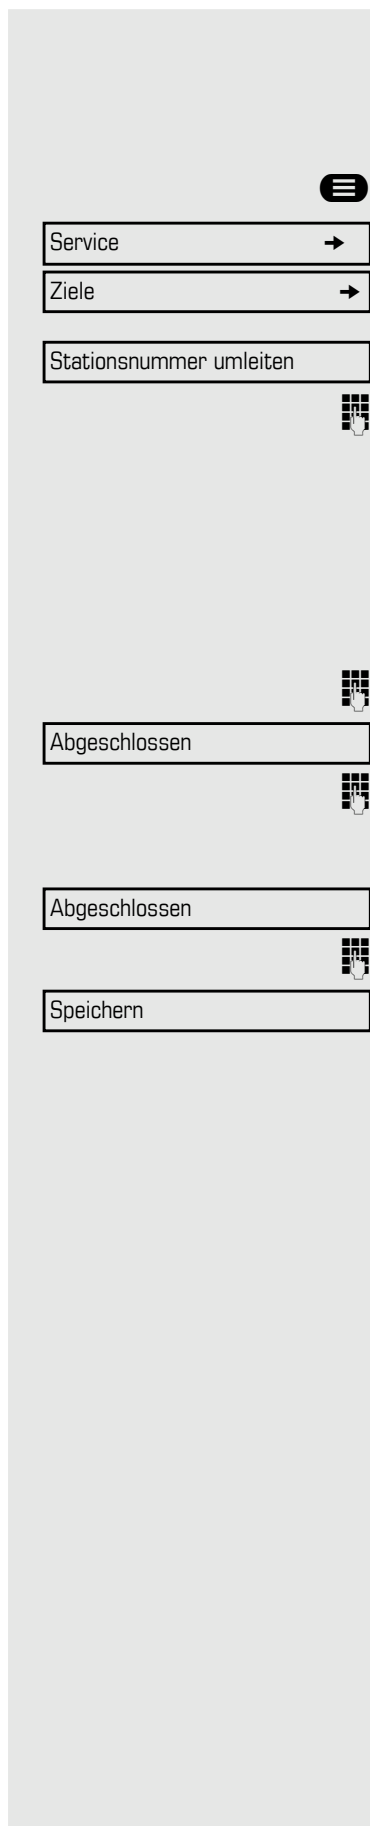 Service
Ziele
Stationsnummer umleiten
Abgeschlossen
Abgeschlossen
Speichern